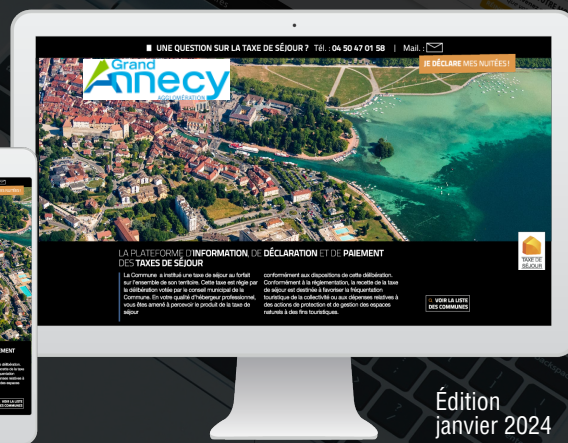 UNE QUESTION SUR LA TAXE DE SÉJOUR ? Tél. : 04 50 47 01 58 | Mail. :
JE DÉCLARE MES NUITÉES !
Grand
Annecy
AGGLOMÉRATION
LA PLATEFORME D'INFORMATION, DE DÉCLARATION ET DE PAIEMENT
DES TAXES DE SÉJOUR
La Commune a institué une taxe de séjour au forfait
sur l'ensemble de son territoire. Cette taxe est régie par
la délibération votée par le conseil municipal de la
Commune. En votre qualité d'hébergeur professionnel,
vous êtes amené à percevoir le produit de la taxe de
séjour
conformément aux dispositions de cette délibération.
Conformément à la réglementation, la recette de la taxe
de séjour est destinée à favoriser la fréquentation
touristique de la collectivité ou aux dépenses relatives à
des actions de protection et de gestion des espaces
naturels à des fins touristiques.
TAXE DE
SÉJOUR
VOIR LA LISTE
DES COMMUNES
Édition
janvier 2024